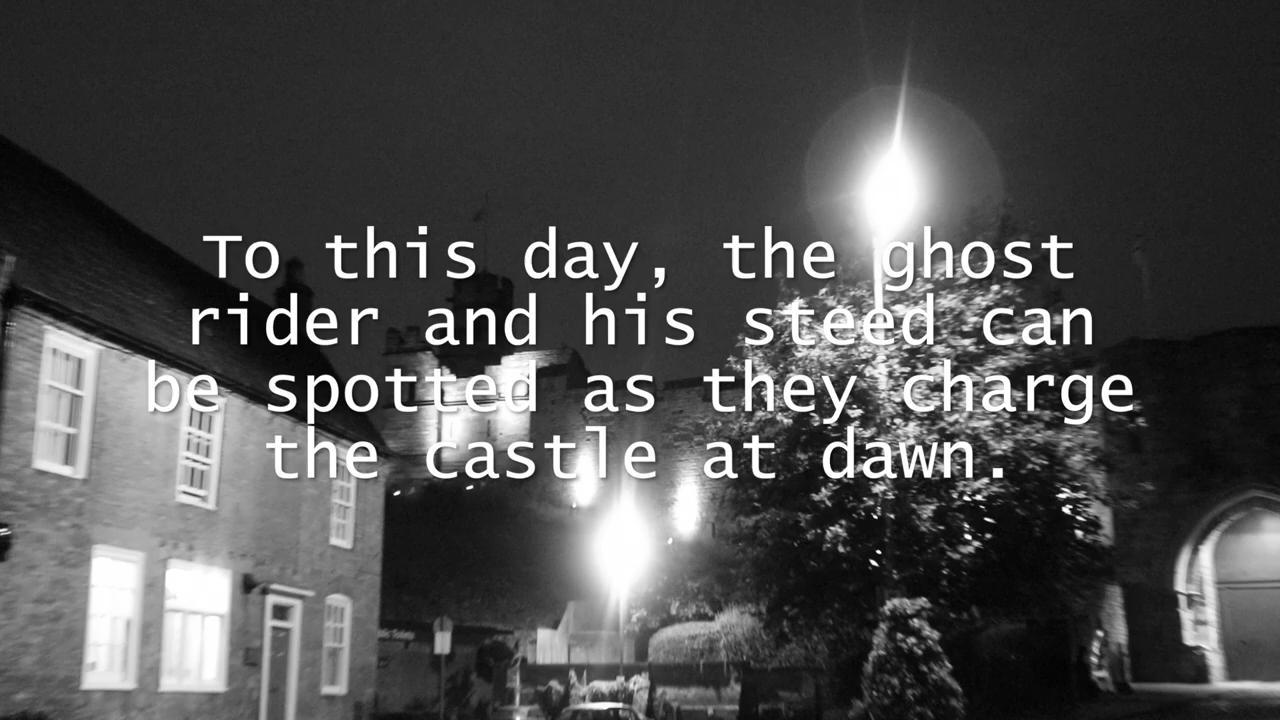 To this day, the ghost
rider and his steed can
be spotted as they charge
the castle at dawn.